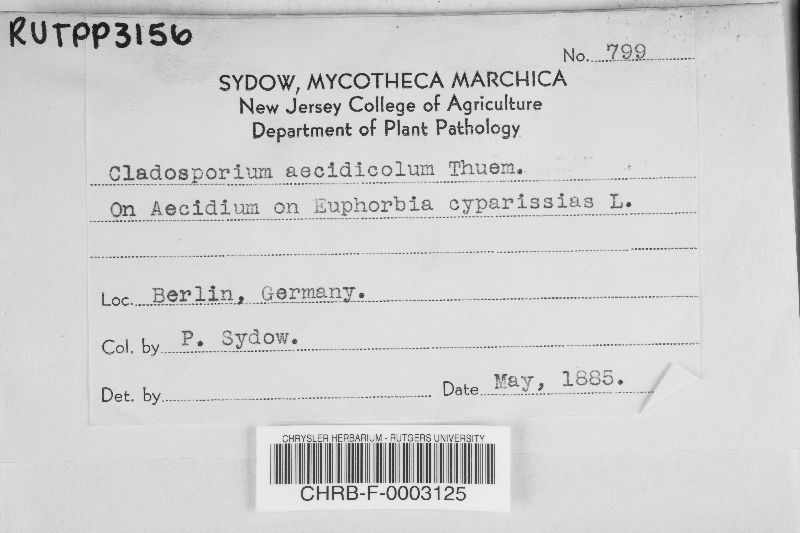 RUTPP3156
No. 799
SYDOW, MYCOTHECA MARCHICA
New Jersey College of Agriculture
Department of Plant Pathology
Cladosporium aecidicolum Thuem.
On Aecidium on Euphorbia cyparissias L.
Loc. Berlin, Germany.
Col. by P. Sydow.
Det. by
Date May, 1885.
CHRYSLER HERBARIUM - RUTGERS UNIVERSITY
CHRB-F-0003125